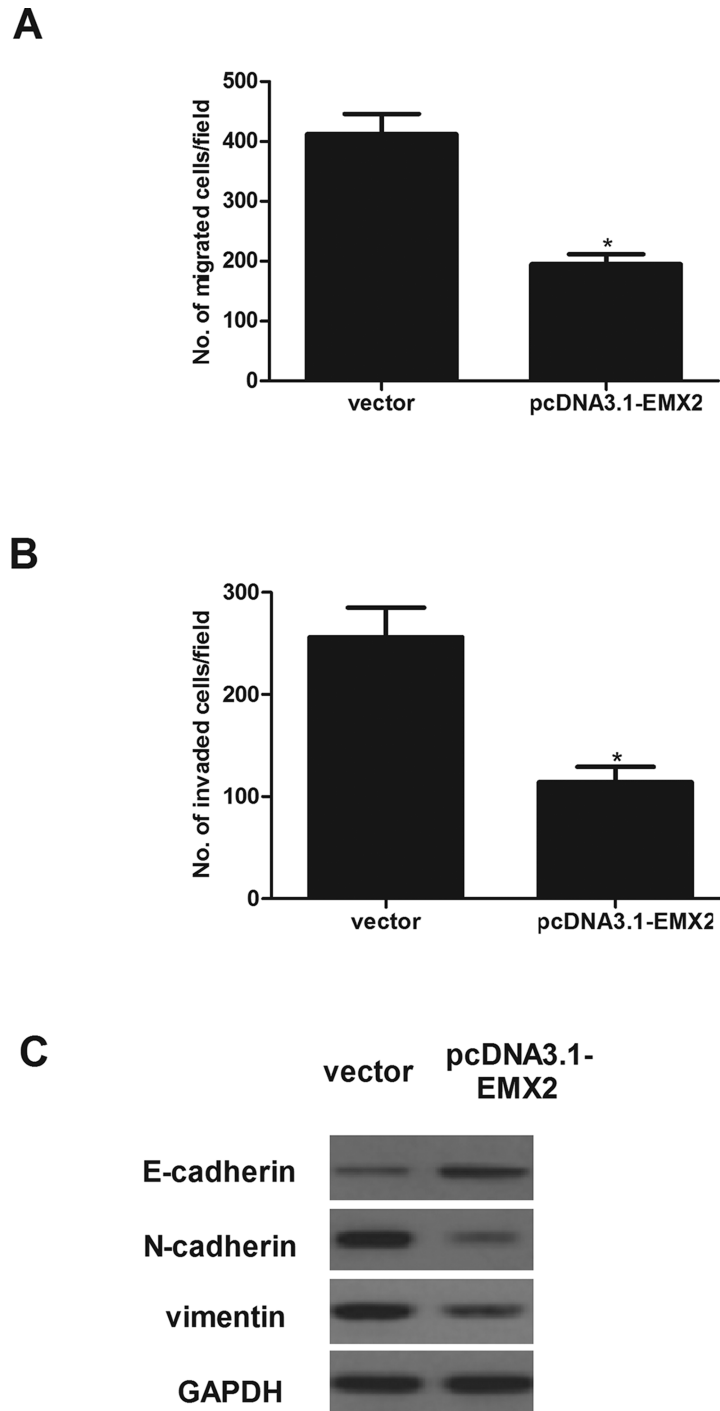 A
No. of migrated cells/field
500
400
300
200
100
0
*
vector
pcDNA3.1-EMX2
B
No. of invaded cells/field
300
200
100
0
*
vector
pcDNA3.1-EMX2
C
vector
pcDNA3.1-
EMX2
E-cadherin
N-cadherin
vimentin
GAPDH